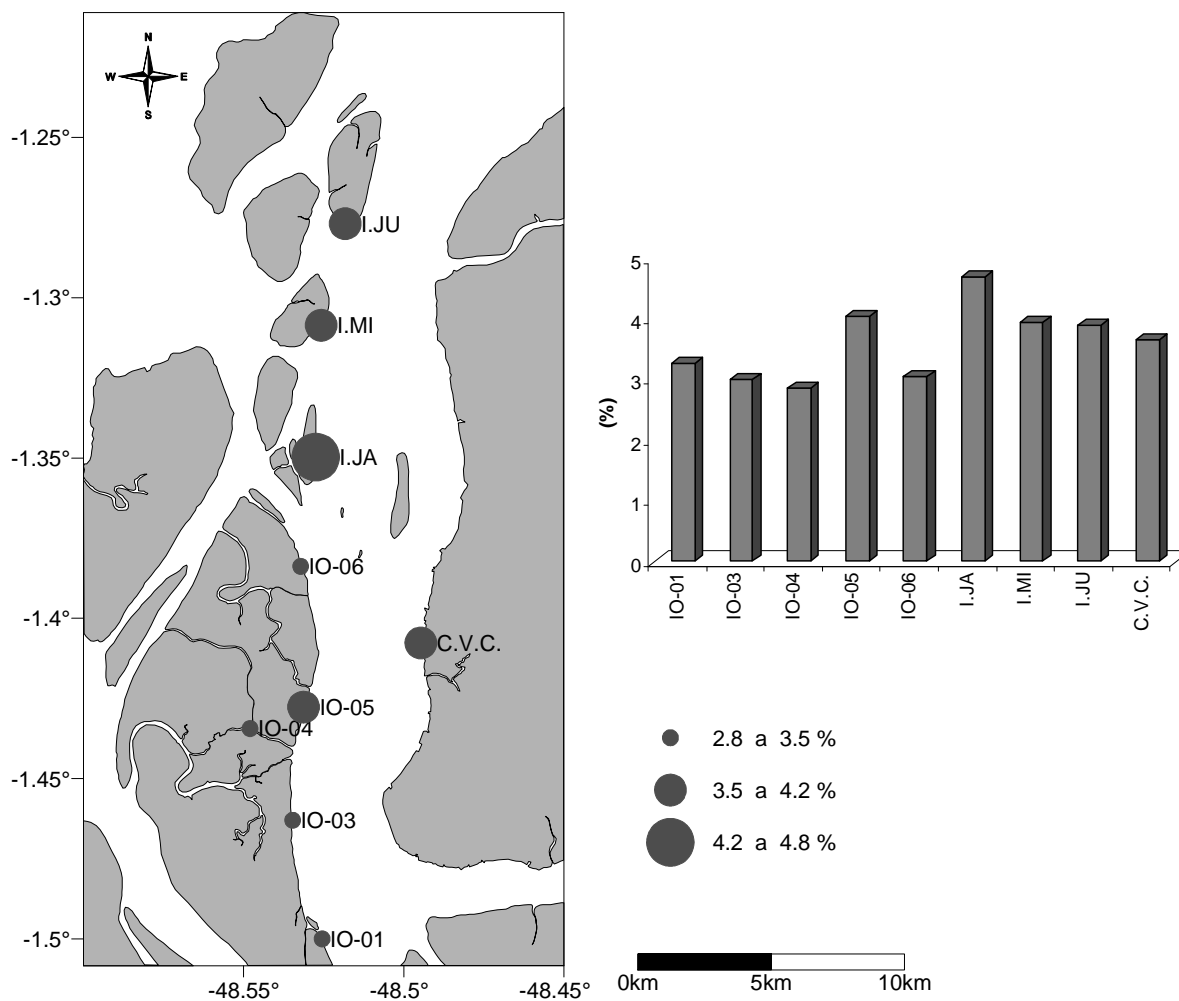 N
W E
S
-1.25°
-1.3°
-1.35°
-1.4°
-1.45°
-1.5°
-48.55°
-48.5°
-48.45°
I.JU
I.MI
I.JA
IO-06
C.V.C.
IO-05
IO-04
IO-03
IO-01
(%)
5
4
3
2
1
0
IO-01
IO-03
IO-04
IO-05
IO-06
I.JA
I.MI
I.JU
C.V.C.
2.8 a 3.5 %
3.5 a 4.2 %
4.2 a 4.8 %
0km 5km 10km